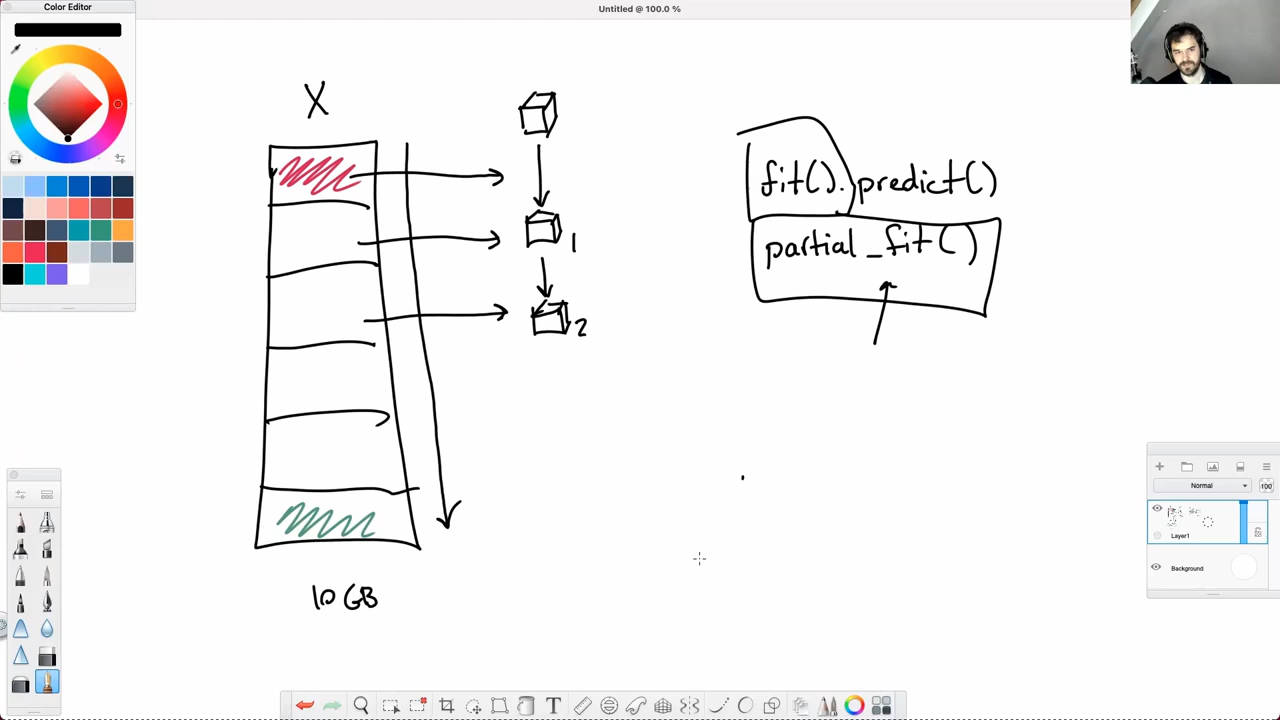 Color Editor
Untitled @ 100.0 %
X
fit().predict()
partial_fit()
1
2
10 GB
Normal
100
Layer1
Background
T